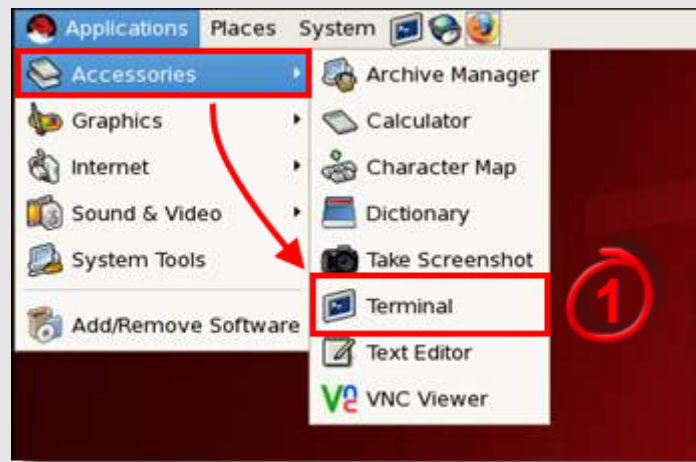 Applications Places System
Accessories
Graphics
Internet
Sound & Video
System Tools
Add/Remove Software
Archive Manager
Calculator
Character Map
Dictionary
Take Screenshot
Terminal
Text Editor
VNC Viewer
1